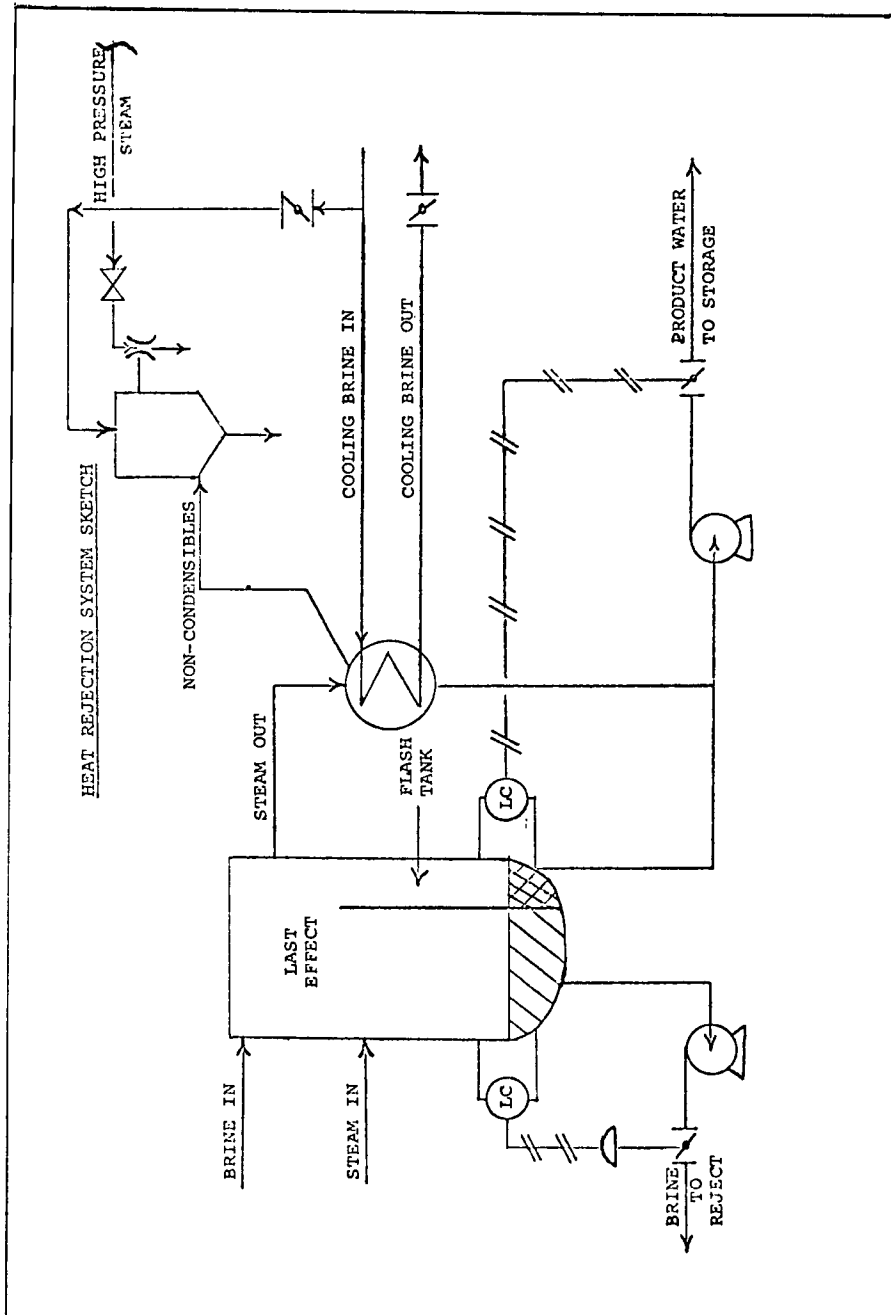 HEAT REJECTION SYSTEM SKETCH
HIGH PRESSURE
STEAM
NON-CONDENSIBLES
STEAM OUT
COOLING BRINE IN
COOLING BRINE OUT
BRINE IN
STEAM IN
LAST
EFFECT
FLASH
TANK
LC
LC
BRINE
TO
REJECT
PRODUCT WATER
TO STORAGE